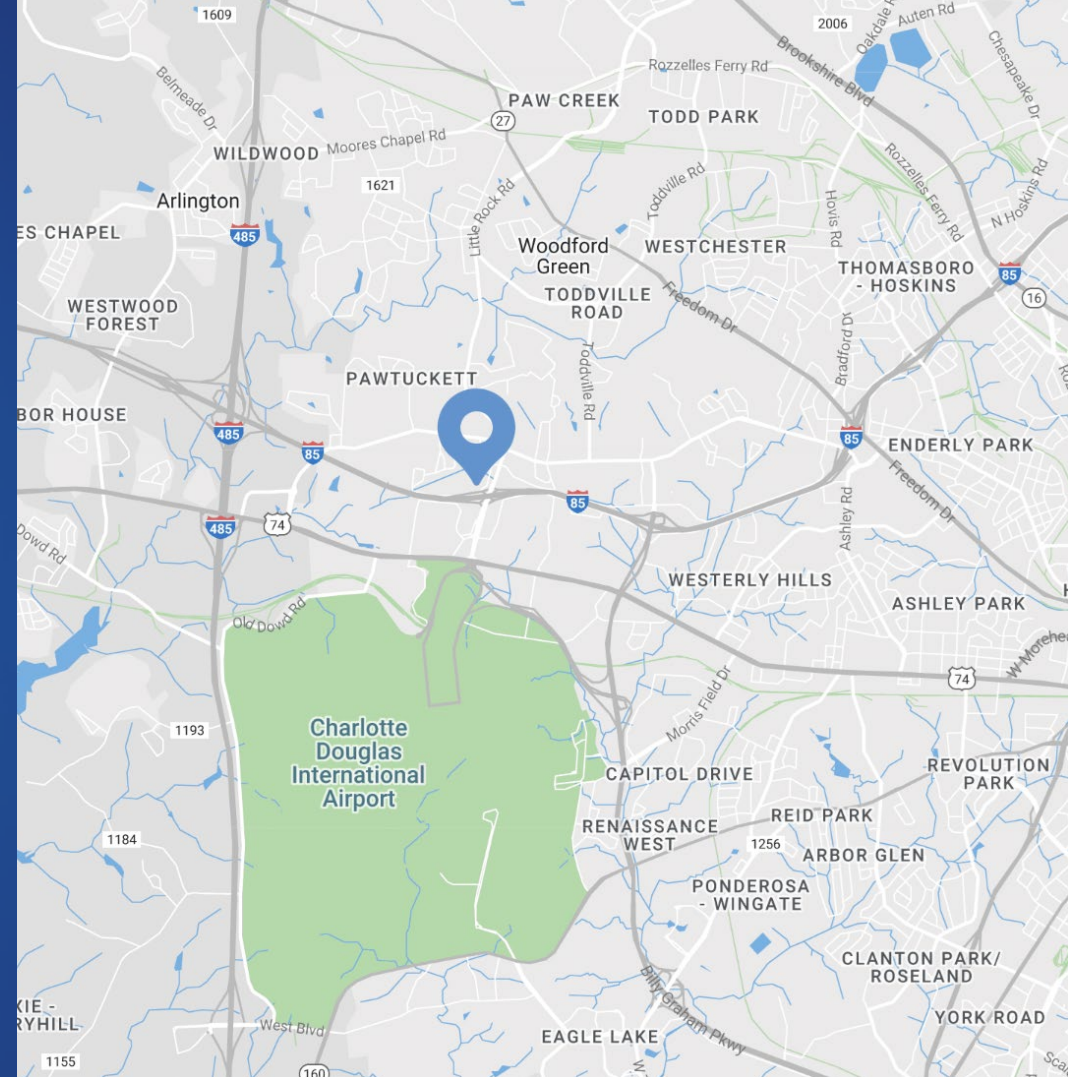 1609
2006
Auten Rd
Oakdale R
Chesapeake Dr
Brookshire Blvd
Rozzelles Ferry Rd
Belmeade Dr
PAW CREEK
27
TODD PARK
WILDWOOD
Moores Chapel Rd
Rozzelles Ferry Rd
N Hoskins Rd
1621
Toddville Rd
Little Rock Rd
Hovis Rd
Arlington
ES CHAPEL
485
Woodford
Green
WESTCHESTER
THOMASBORO
- HOSKINS
85
16
WESTWOOD
FOREST
TODDVILLE
ROAD
Freedom Dr
Bradford Dr
Toddville Rd
PAWTUCKETT
BOR HOUSE
485
85
85
ENDERLY PARK
Freedom Dr
85
Ashley Rd
485
74
Dowd Rd
WESTERLY HILLS
ASHLEY PARK
Old Dowd Rd
W Morehea
74
Morris Field Dr
1193
Charlotte
Douglas
International
Airport
CAPITOL DRIVE
REVOLUTION
PARK
REID PARK
RENAISSANCE
WEST
1184
1256
ARBOR GLEN
PONDEROSA
- WINGATE
CLANTON PARK/
ROSELAND
XIE -
RYHILL
West Blvd
Billy Graham Pkwy
YORK ROAD
EAGLE LAKE
1155
160